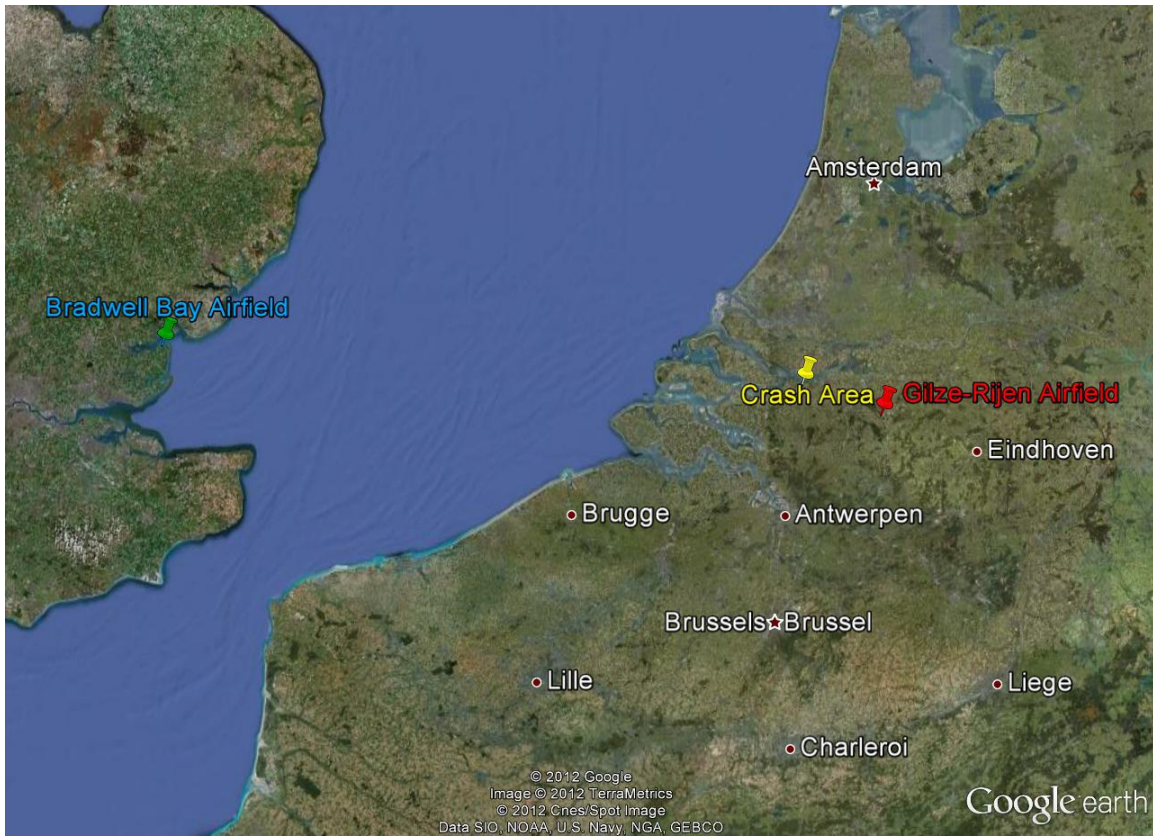 Amsterdam
Bradwell Bay Airfield
Crash Area
Gilze-Rijen Airfield
Eindhoven
Brugge
Antwerpen
Brussels
Brussel
Lille
Liege
Charleroi
© 2012 Google
Image © 2012 TerraMetrics
© 2012 Cnes/Spot Image
Data SIO, NOAA, U.S. Navy, NGA, GEBCO
Google earth